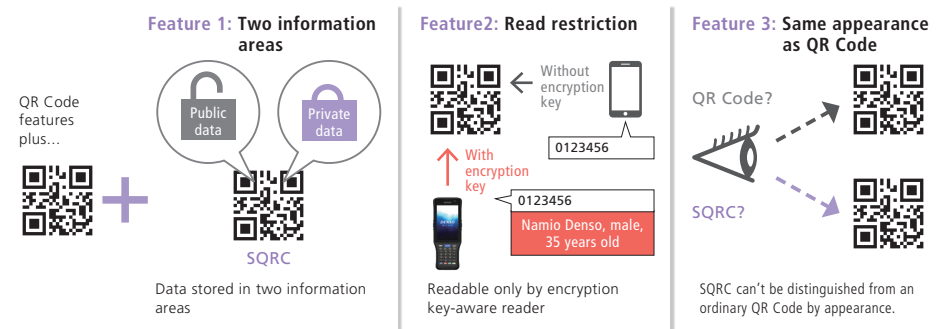 Feature 1: Two information
areas
QR Code
features
plus...
Public
data
Private
data
SQRC
Data stored in two information
areas
Feature2: Read restriction
Without
encryption
key
0123456
With
encryption
key
0123456
Namio Denso, male,
35 years old
Readable only by encryption
key-aware reader
Feature 3: Same appearance
as QR Code
QR Code?
SQRC?
SQRC can't be distinguished from an
ordinary QR Code by appearance.